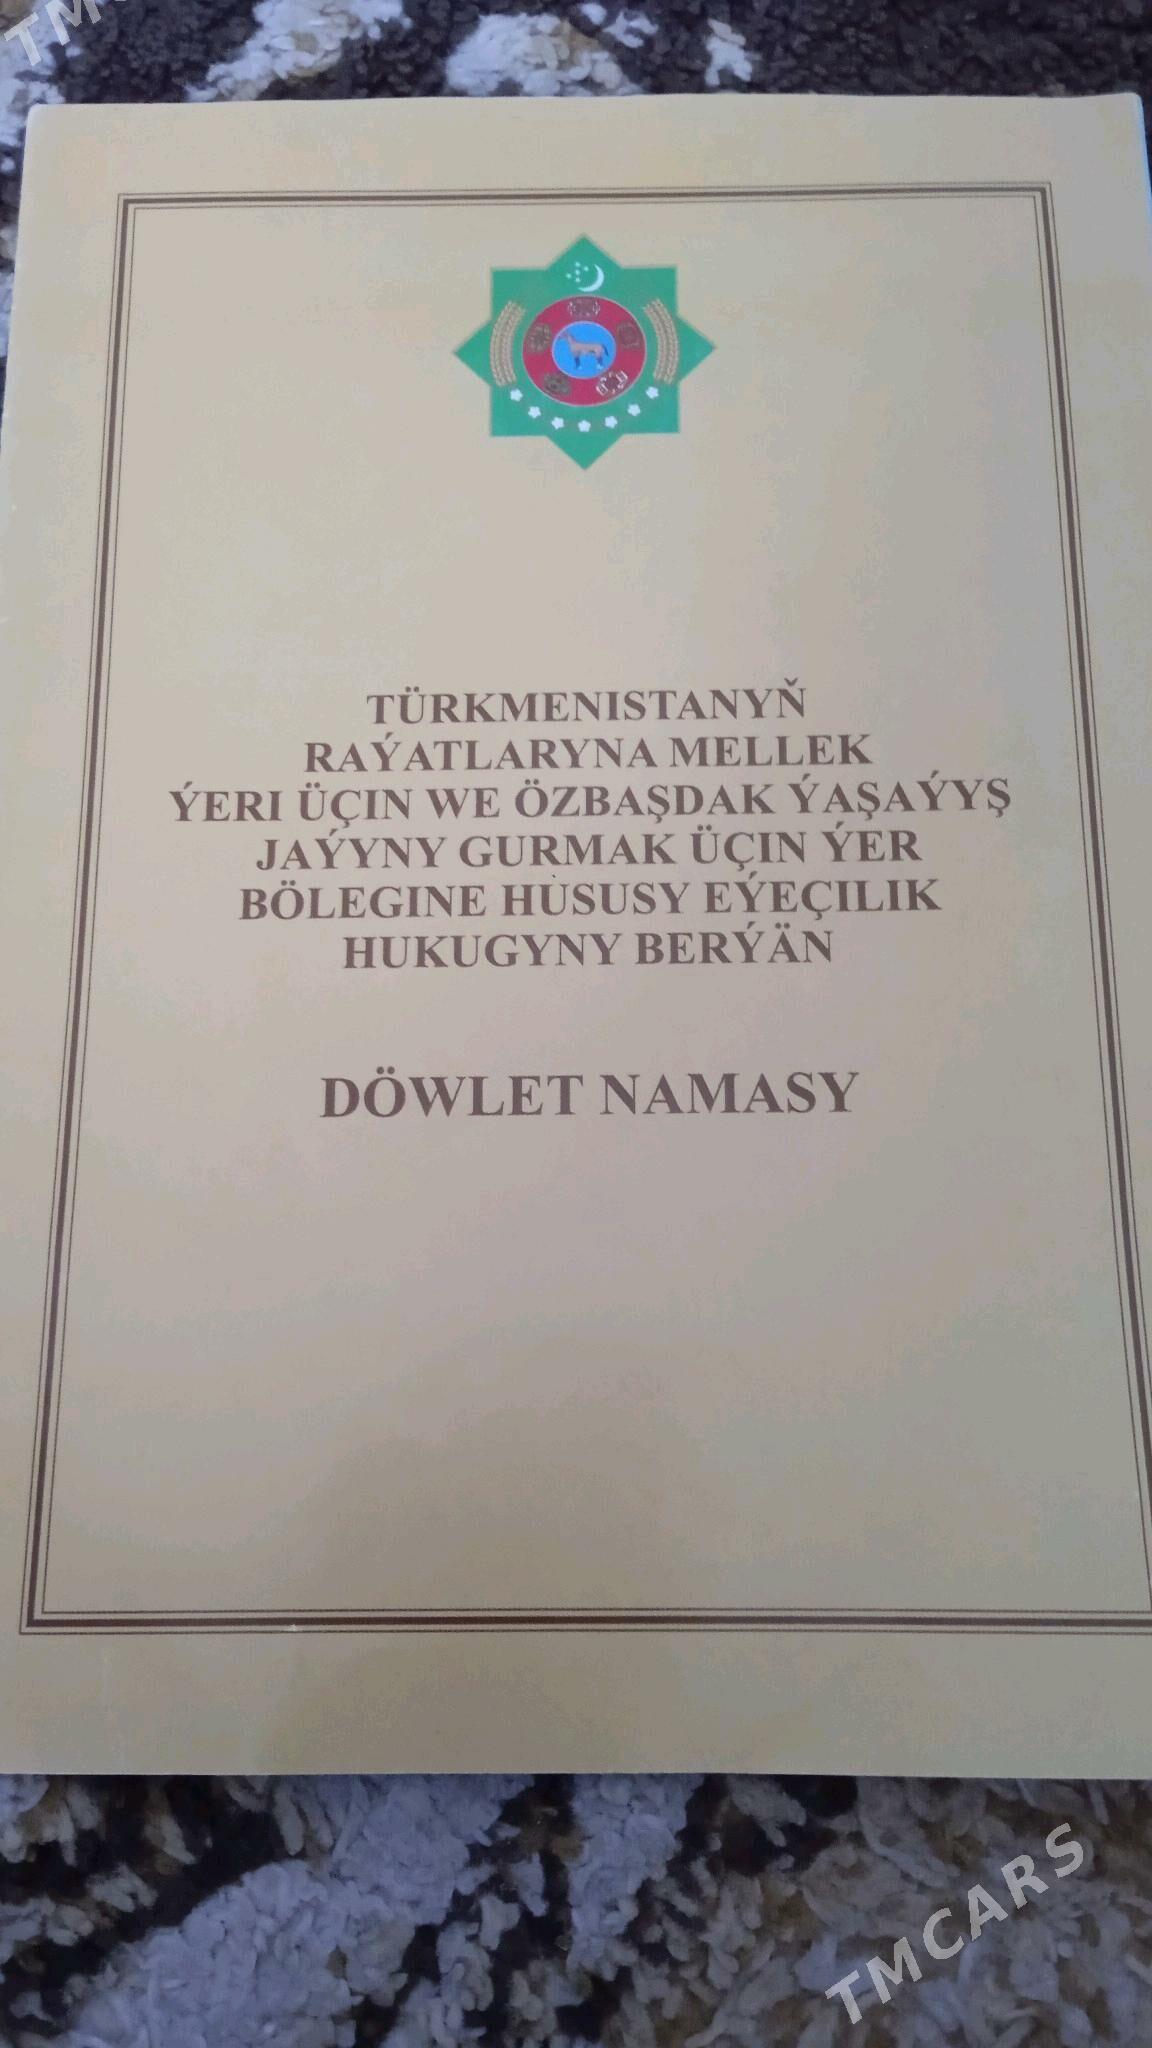 TM
TÜRKMENISTANYŇ
RAÝATLARYNA MELLEK
ÝERI ÜÇIN WE ÖZBAŞDAK ÝAŞAÝYŞ
JAÝYNY GURMAK ÜÇIN ÝER
BÖLEGINE HUSUSY EÝEÇILIK
HUKUGYNY BERÝÄN
DÖWLET NAMASY
TMCARS